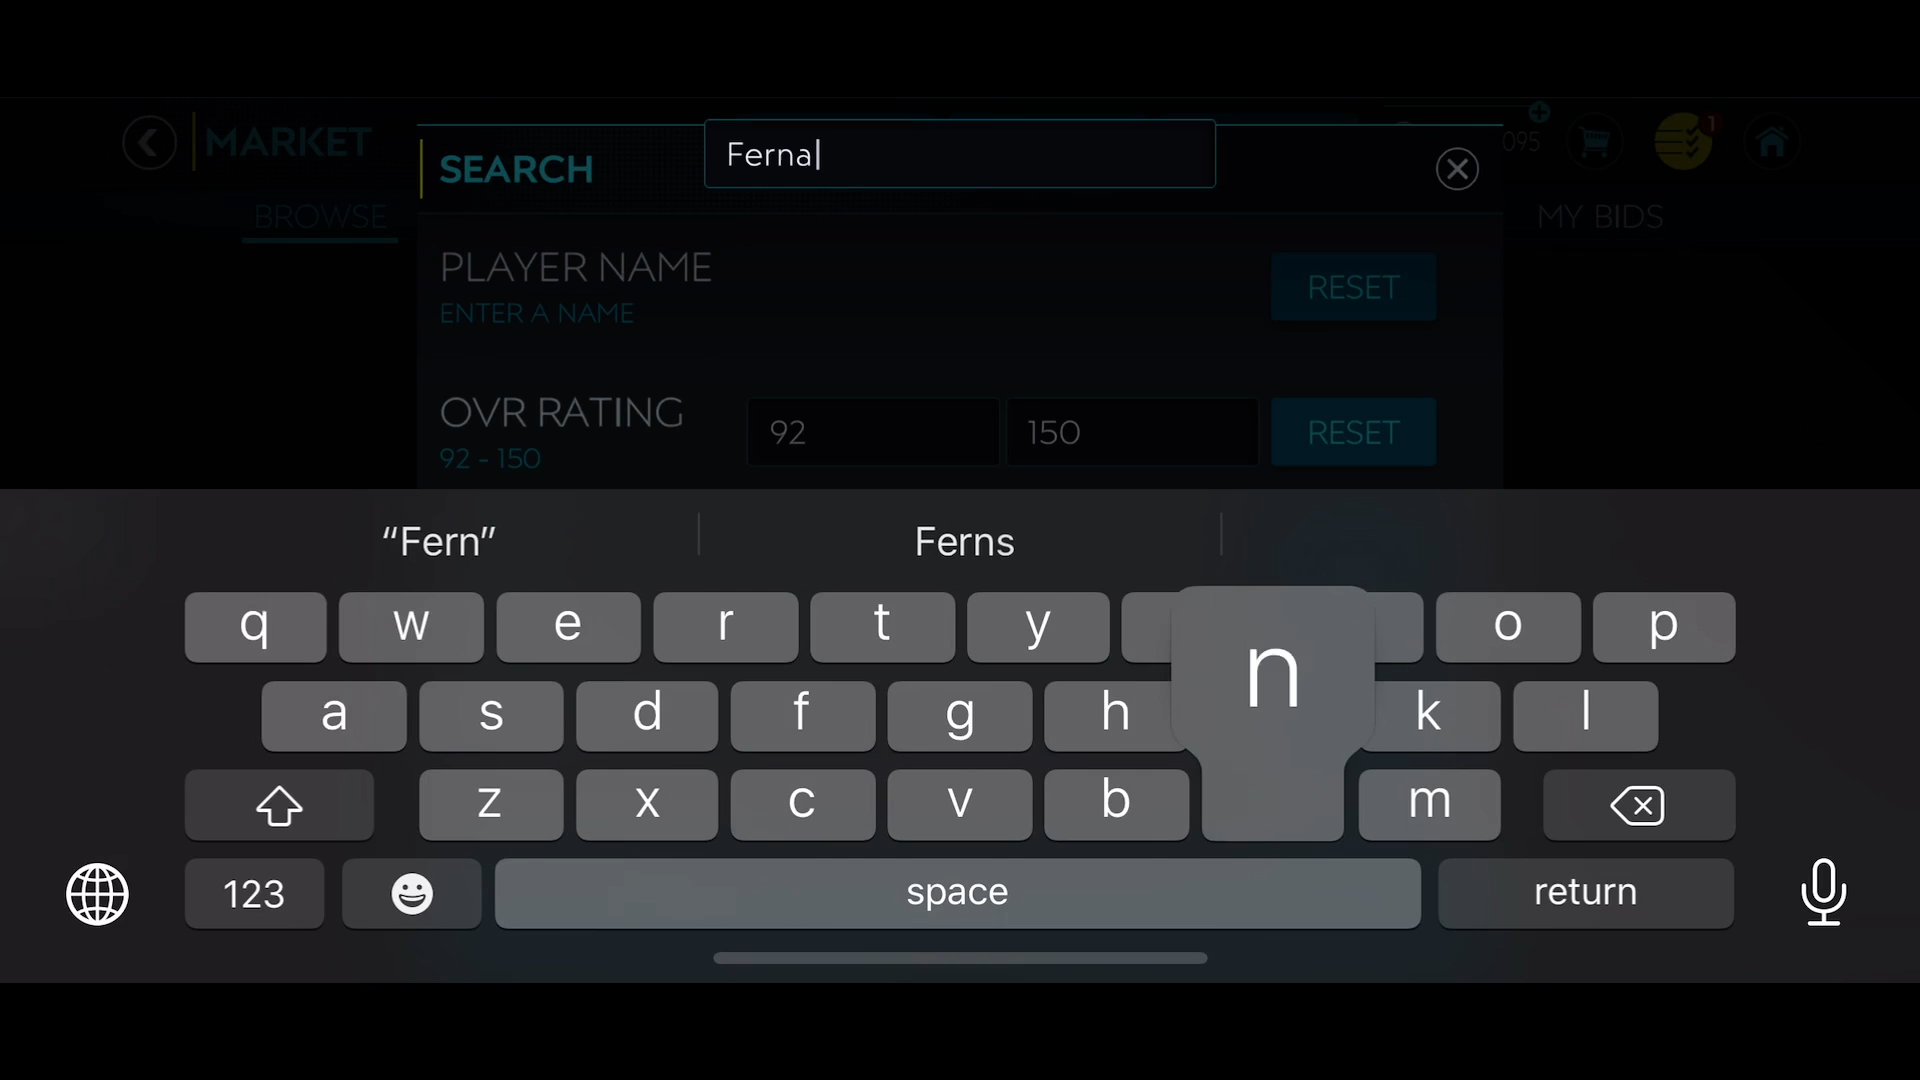 MARKET
SEARCH
Ferna
095
1
BROWSE
MY BIDS
PLAYER NAME
ENTER A NAME
RESET
OVR RATING
92 - 150
92
150
RESET
“Fern”
Ferns
q w e r t y o p
a s d f g h k l
n
z x c v b m
123
space
return